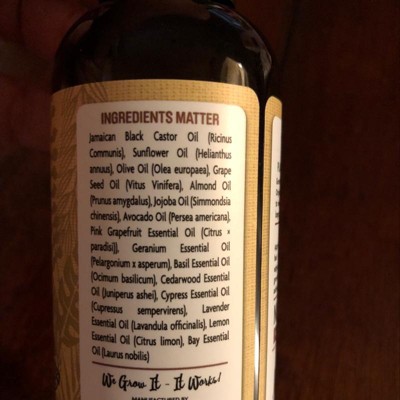 INGREDIENTS MATTER
Jamaican Black Castor Oil (Ricinus
Communis), Sunflower Oil (Helianthus
annuus), Olive Oil (Olea europaea), Grape
Seed Oil (Vitus Vinifera), Almond Oil
(Prunus amygdalus), Jojoba Oil (Simmondsia
chinensis), Avocado Oil (Persea americana),
Pink Grapefruit Essential Oil (Citrus ×
paradisi)), Geranium Essential Oil
(Pelargonium x asperum), Basil Essential Oil
(Ocimum basilicum), Cedarwood Essential
Oil (Juniperus ashei), Cypress Essential Oil
(Cupressus sempervirens), Lavender
Essential Oil (Lavandula officinalis), Lemon
Essential Oil (Citrus limon), Bay Essential
Oil (Laurus nobilis)
We Grow It - It Works!
MANUFACTURED BY